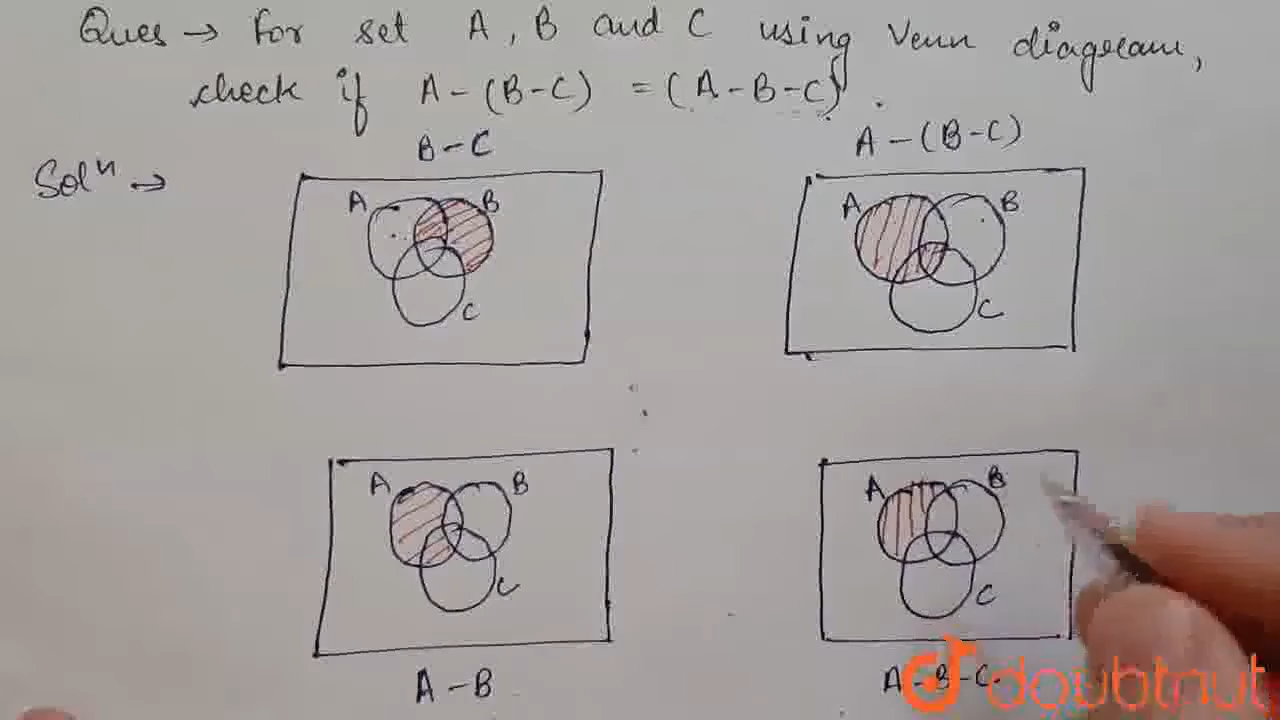 Ques → For set A, B and C using Venn diagram,
check if A - (B-C) = (A-B-C).
Solⁿ →
B-C
A - (B-C)
A
B
C
A
B
C
A
B
C
A
B
C
A-B
A-B-C
doubtnut